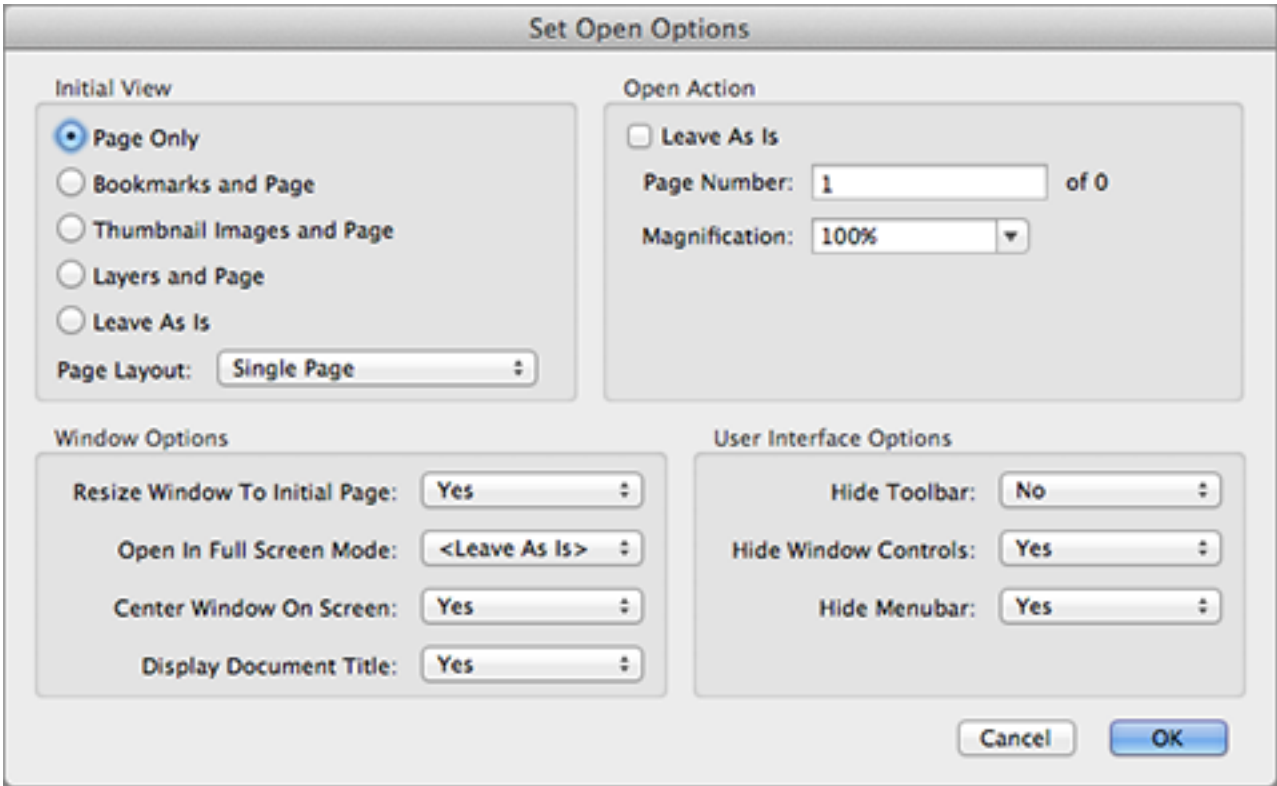 Set Open Options
Initial View
Page Only
Bookmarks and Page
Thumbnail Images and Page
Layers and Page
Leave As Is
Page Layout: Single Page
Open Action
Leave As Is
Page Number: 1 of 0
Magnification: 100%
Window Options
Resize Window To Initial Page: Yes
Open In Full Screen Mode: <Leave As Is>
Center Window On Screen: Yes
Display Document Title: Yes
User Interface Options
Hide Toolbar: No
Hide Window Controls: Yes
Hide Menubar: Yes
Cancel OK